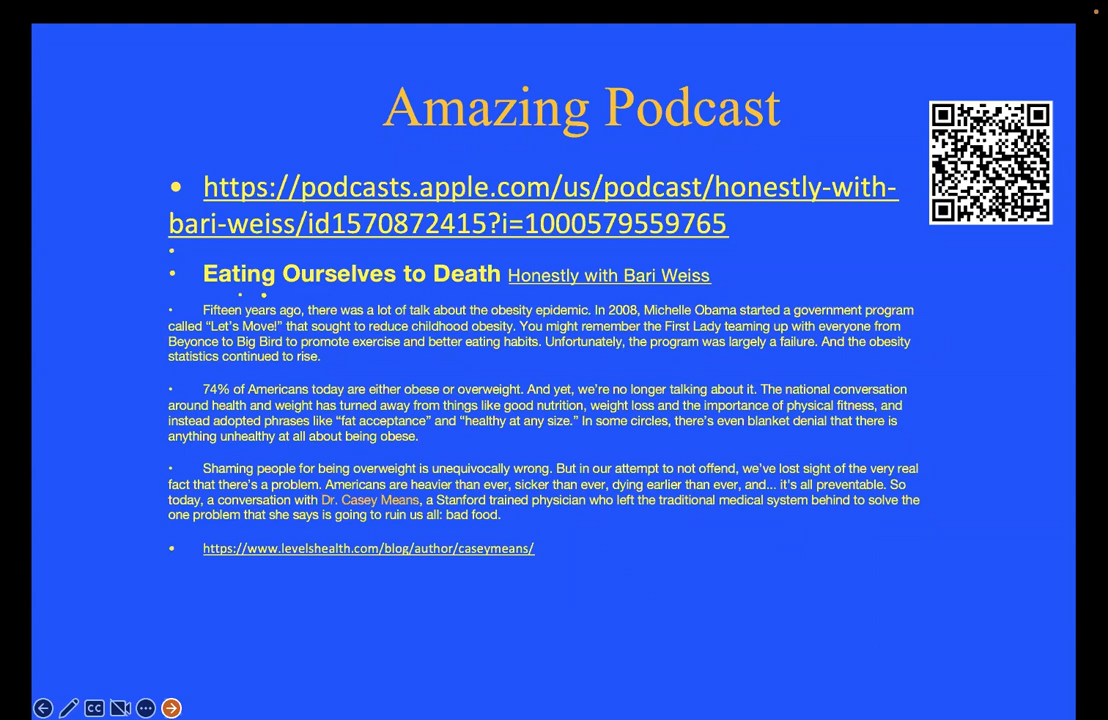 Amazing Podcast
• https://podcasts.apple.com/us/podcast/honestly-with-
bari-weiss/id1570872415?i=1000579559765
•
• Eating Ourselves to Death Honestly with Bari Weiss
• •
• Fifteen years ago, there was a lot of talk about the obesity epidemic. In 2008, Michelle Obama started a government program
called “Let’s Move!” that sought to reduce childhood obesity. You might remember the First Lady teaming up with everyone from
Beyonce to Big Bird to promote exercise and better eating habits. Unfortunately, the program was largely a failure. And the obesity
statistics continued to rise.
• 74% of Americans today are either obese or overweight. And yet, we’re no longer talking about it. The national conversation
around health and weight has turned away from things like good nutrition, weight loss and the importance of physical fitness, and
instead adopted phrases like “fat acceptance” and “healthy at any size.” In some circles, there’s even blanket denial that there is
anything unhealthy at all about being obese.
• Shaming people for being overweight is unequivocally wrong. But in our attempt to not offend, we’ve lost sight of the very real
fact that there’s a problem. Americans are heavier than ever, sicker than ever, dying earlier than ever, and... it’s all preventable. So
today, a conversation with Dr. Casey Means, a Stanford trained physician who left the traditional medical system behind to solve the
one problem that she says is going to ruin us all: bad food.
• https://www.levelshealth.com/blog/author/caseymeans/
CC